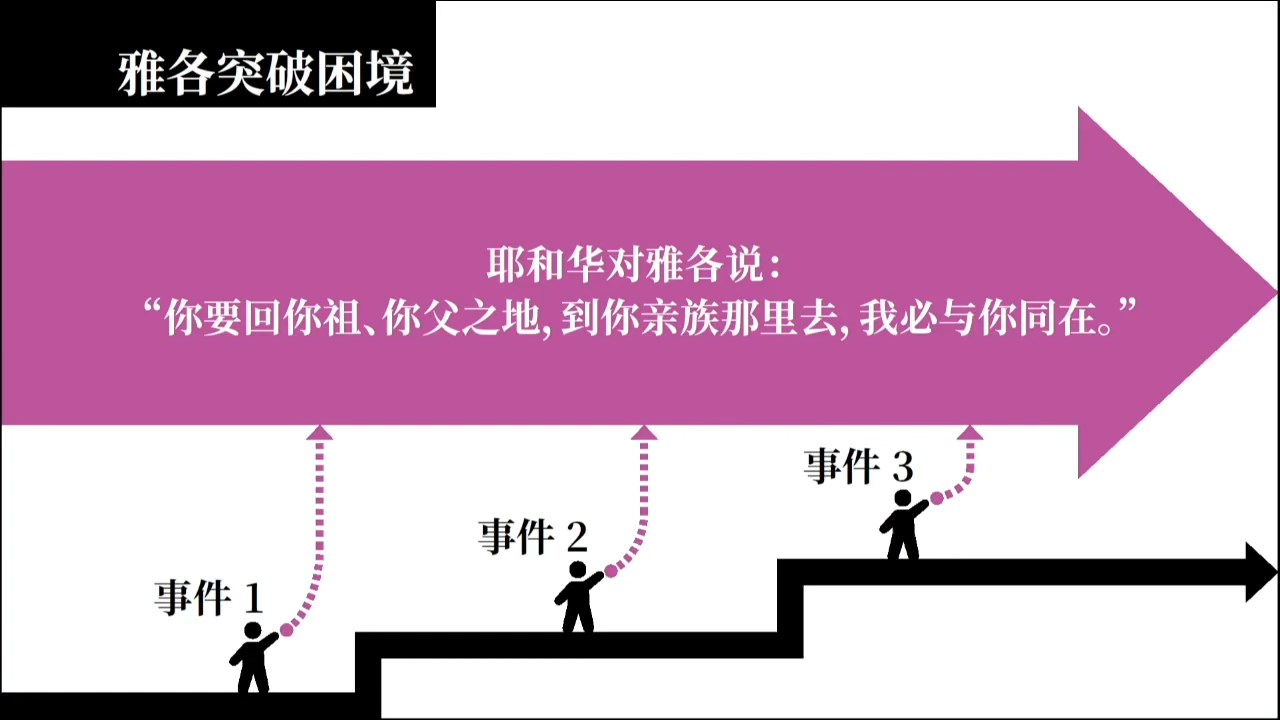 雅各突破困境
耶和华对雅各说：
“你要回你祖、你父之地，到你亲族那里去，我必与你同在。”
事件 3
事件 2
事件 1